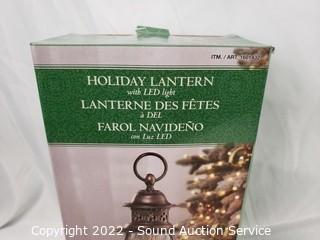 ITM. / ART. 1601432
HOLIDAY LANTERN
with LED light
LANTERNE DES FÊTES
à DEL
FAROL NAVIDEÑO
con Luz LED
Copyright 2022 - Sound Auction Service